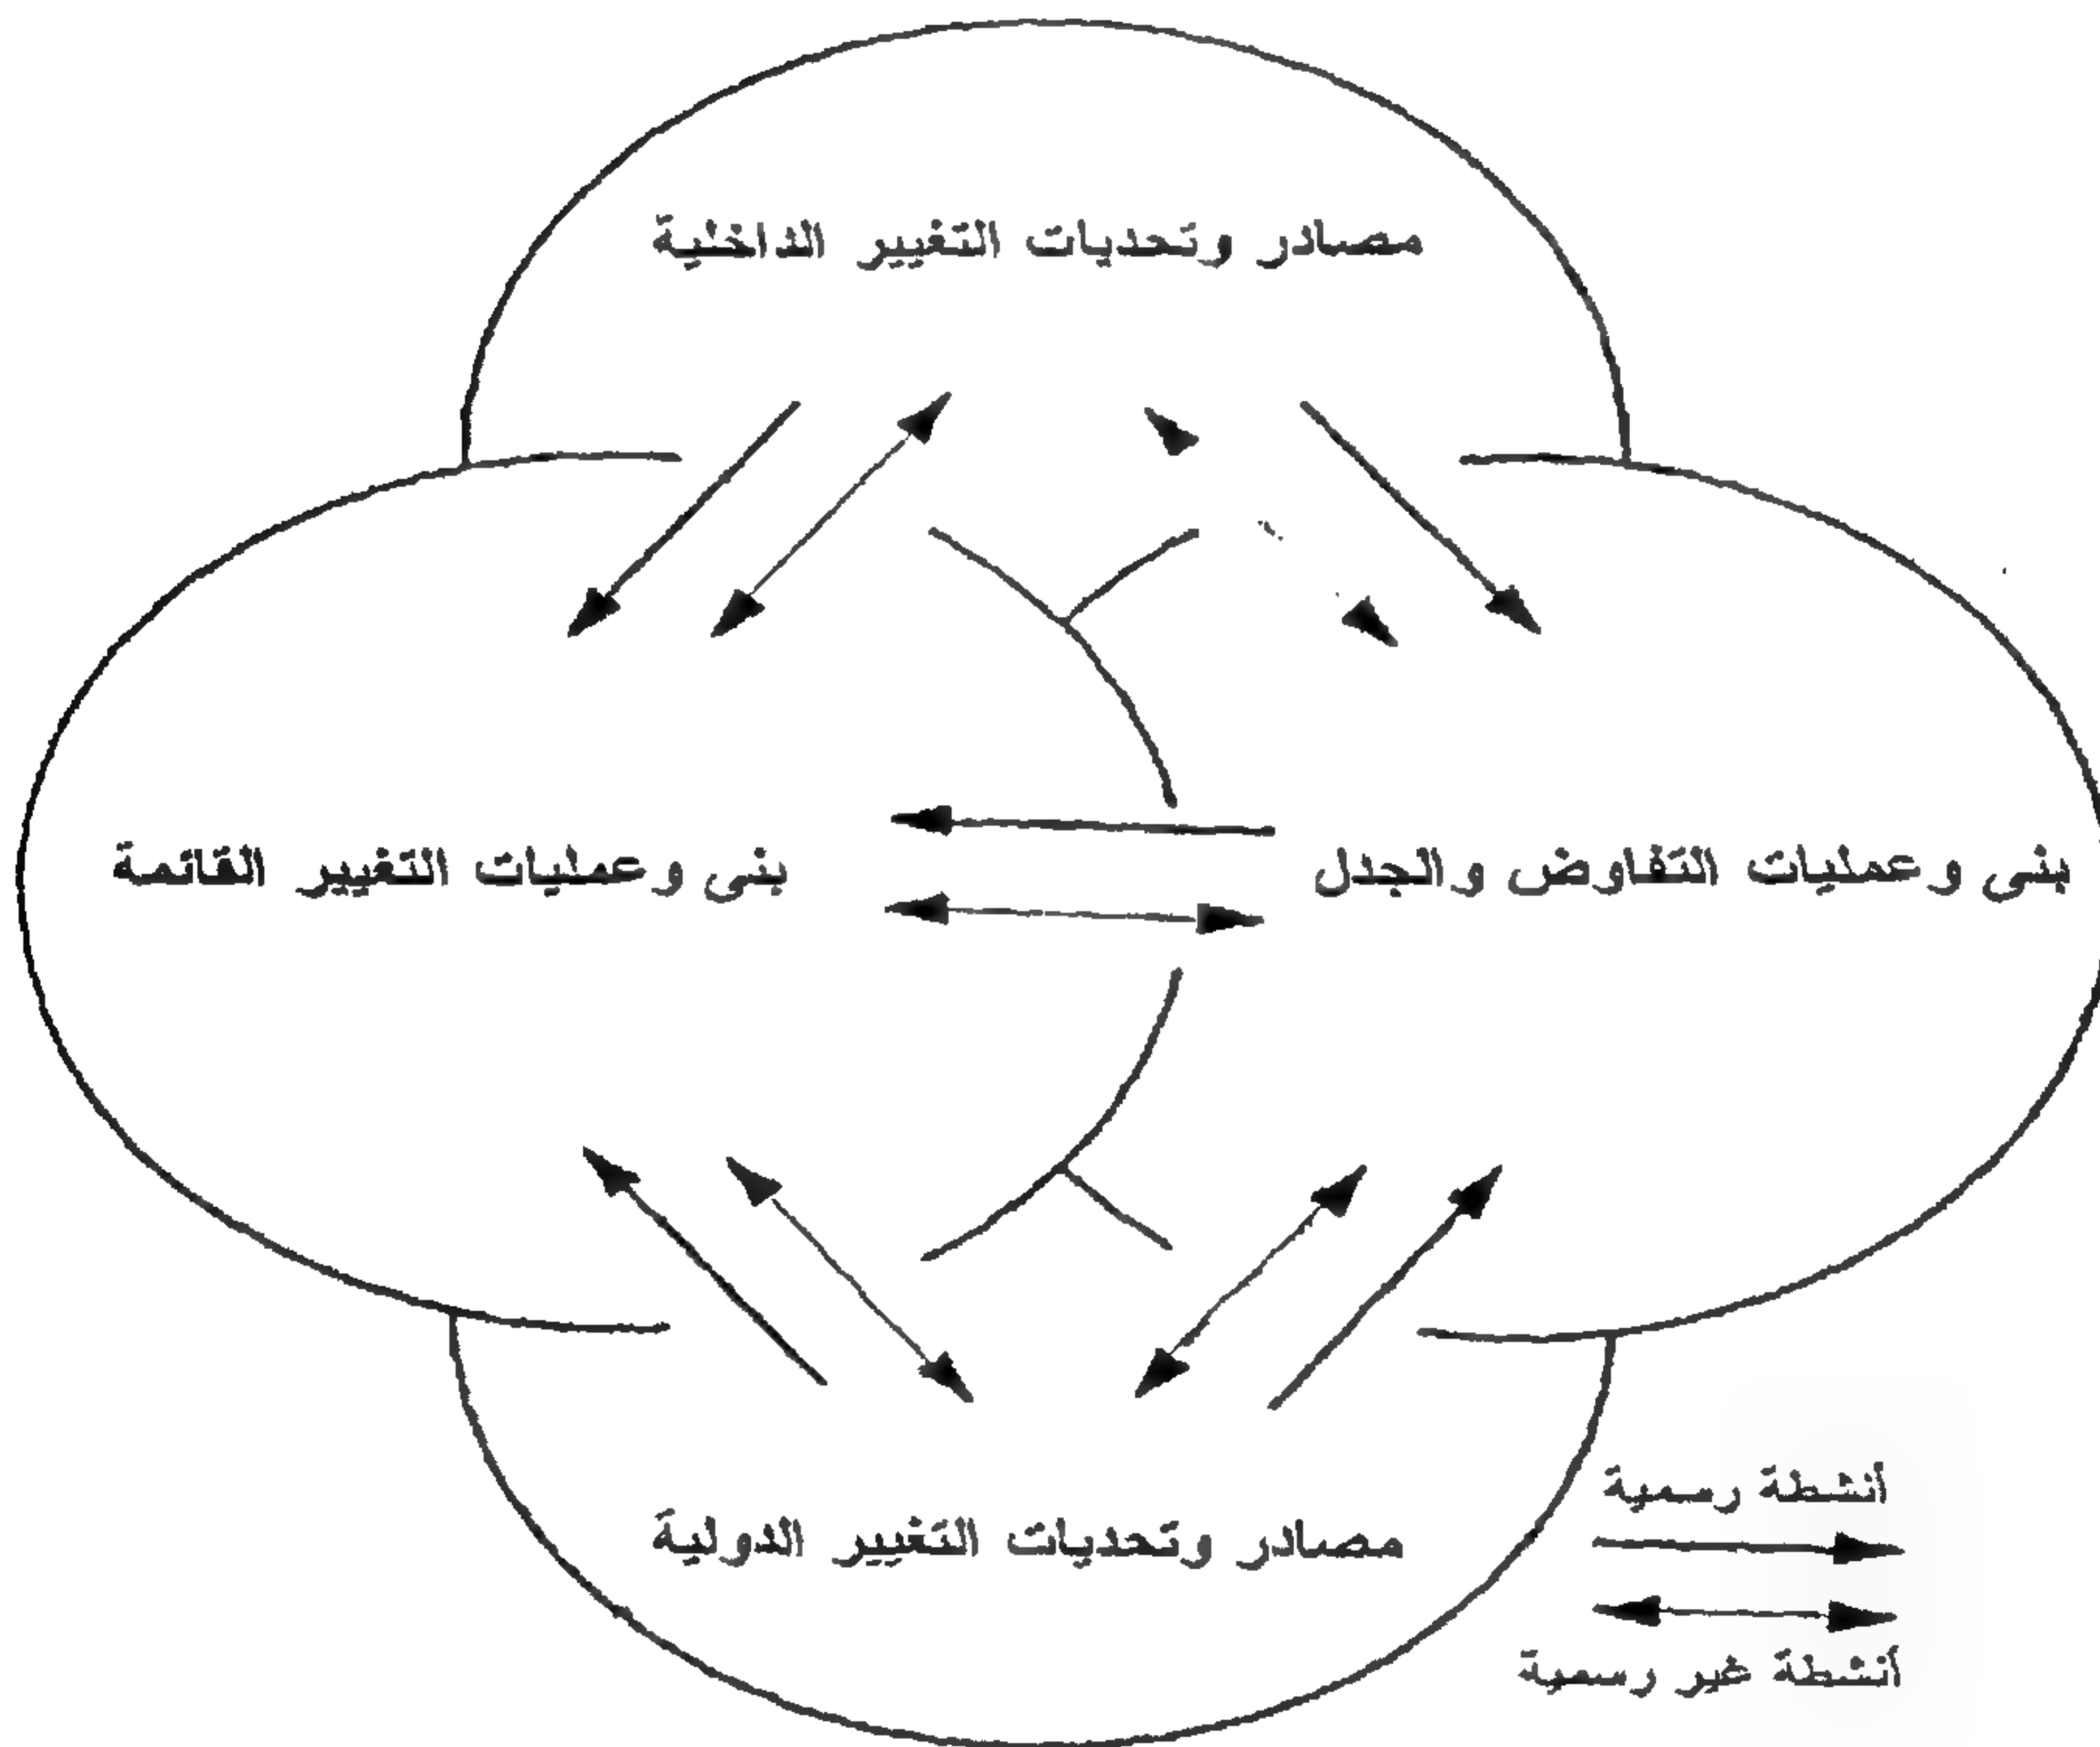 مصادر وتحديات التغيير الداخلية
بنى وعمليات التفاوض والجدل
بنى وعمليات التغيير القائمة
مصادر وتحديات التغيير الدولية
أنشطة رسمية
أنشطة غير رسمية